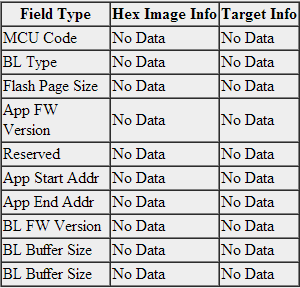 Field Type Hex Image Info Target Info
MCU Code No Data No Data
BL Type No Data No Data
Flash Page Size No Data No Data
App FW
Version No Data No Data
Reserved No Data No Data
App Start Addr No Data No Data
App End Addr No Data No Data
BL FW Version No Data No Data
BL Buffer Size No Data No Data
BL Buffer Size No Data No Data